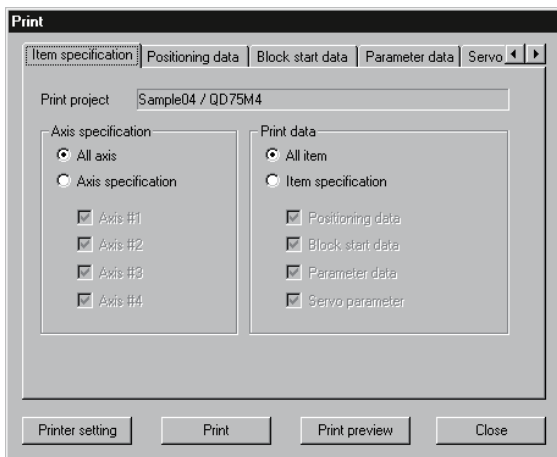 Print
Item specification Positioning data Block start data Parameter data Servo
Print project Sample04 / QD75M4
Axis specification
All axis
Axis specification
Axis #1
Axis #2
Axis #3
Axis #4
Print data
All item
Item specification
Positioning data
Block start data
Parameter data
Servo parameter
Printer setting Print Print preview Close